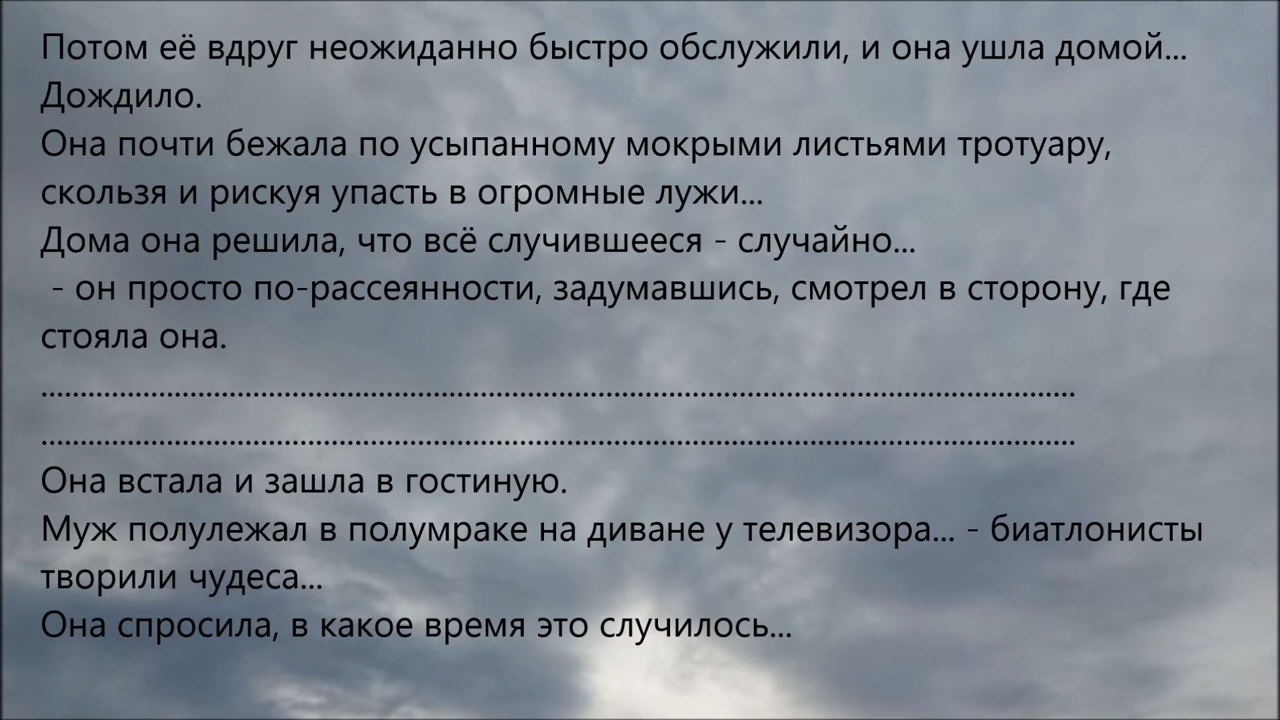 Потом её вдруг неожиданно быстро обслужили, и она ушла домой...
Дождило.
Она почти бежала по усыпанному мокрыми листьями тротуару,
скользя и рискуя упасть в огромные лужи...
Дома она решила, что всё случившееся - случайно...
- он просто по-рассеянности, задумавшись, смотрел в сторону, где
стояла она.
....................................................................................................................................
....................................................................................................................................
Она встала и зашла в гостиную.
Муж полулежал в полумраке на диване у телевизора... - биатлонисты
творили чудеса...
Она спросила, в какое время это случилось...